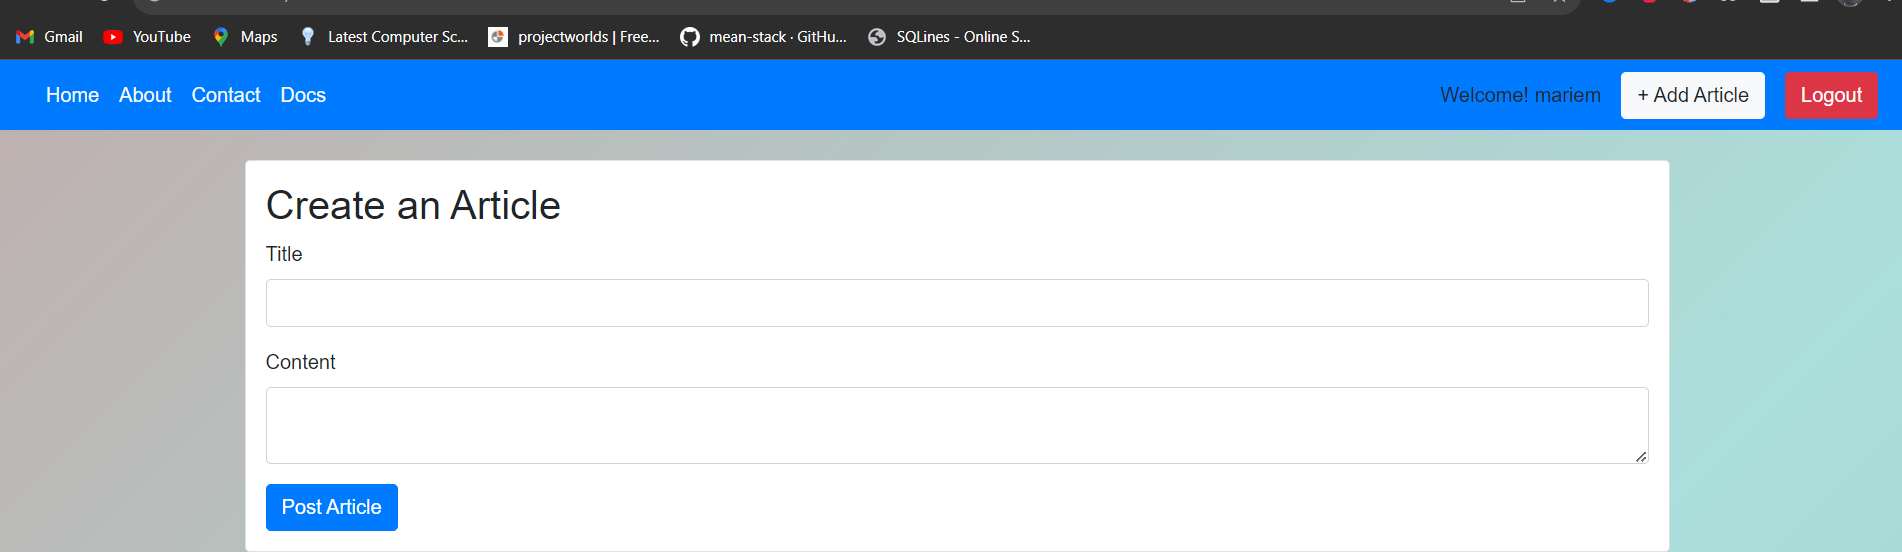 Gmail YouTube Maps Latest Computer Sc... projectworlds | Free... mean-stack · GitHu... SQLines - Online S...
Home About Contact Docs Welcome! mariem + Add Article Logout
Create an Article
Title
Content
Post Article